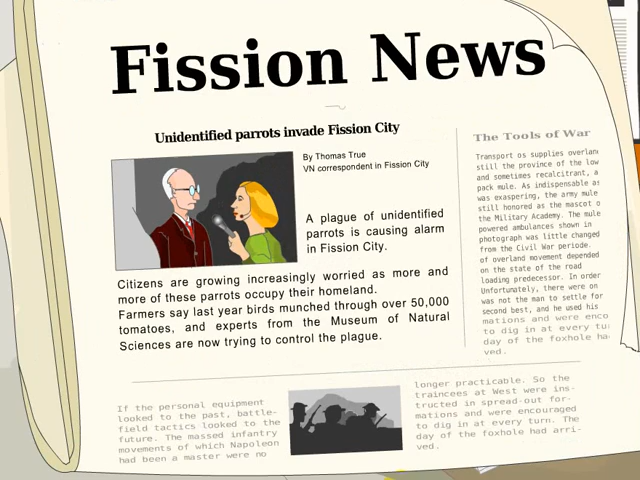 Fission News
Unidentified parrots invade Fission City
By Thomas True
VN correspondent in Fission City
A plague of unidentified
parrots is causing alarm
in Fission City.
Citizens are growing increasingly worried as more and
more of these parrots occupy their homeland.
Farmers say last year birds munched through over 50,000
tomatoes, and experts from the Museum of Natural
Sciences are now trying to control the plague.
The Tools of War
Transport os supplies overlan
still the province of the low
and sometimes recalcitrant, a
pack mule. As indispensable as
was exasperating, the army mule
still honored as the mascot o
the Military Academy. The mule
powered ambulances shown in
photograph was little changed
from the Civil War periode.
of overland movement depended
on the state of the road
loading predecessor. In order
Unfortunately, there were on
was not the man to settle for
second best, and he used his
mations and were enco
to dig in at every tu
day of the foxhole ha
ved.
If the personal equipment
looked to the past, battle-
field tactics looked to the
future. The massed infantry
movements of which Napoleon
had been a master were no
longer practicable. So the
traincees at West were ins-
tructed in spread-out for-
mations and were encouraged
to dig in at every turn. The
day of the foxhole had arri-
ved.